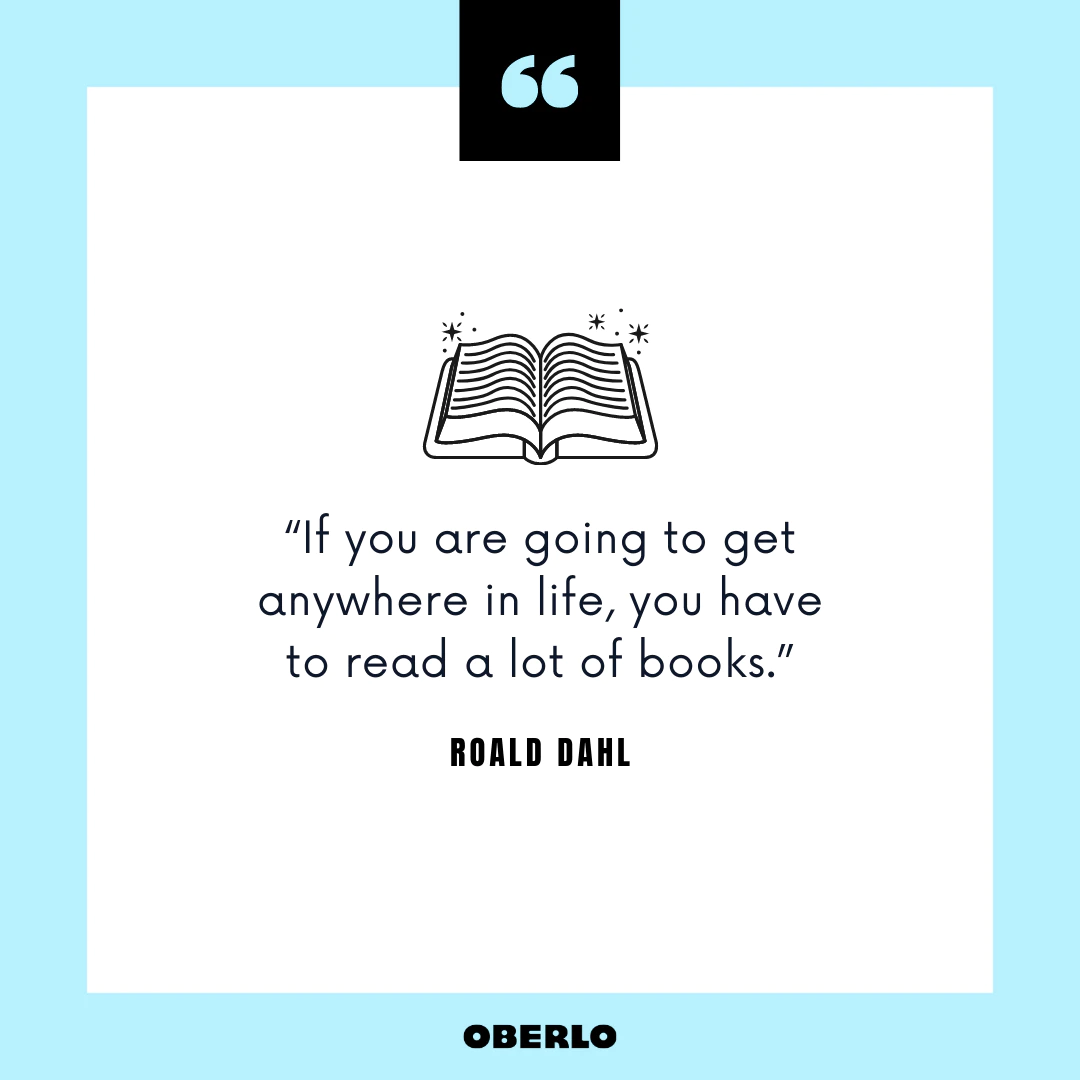 “
“If you are going to get
anywhere in life, you have
to read a lot of books.”
ROALD DAHL
OBERLO